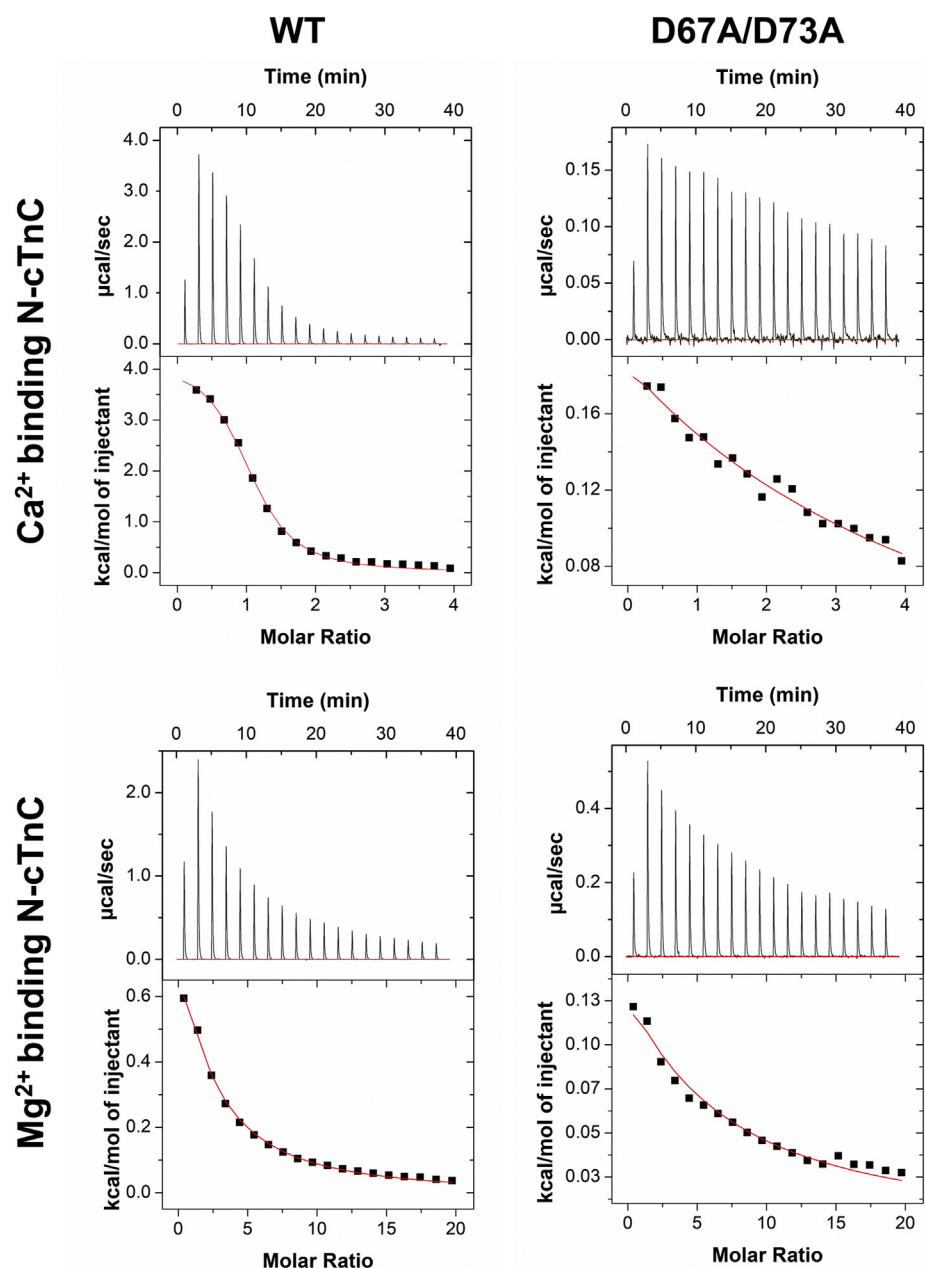 WT
D67A/D73A
Ca2+ binding N-cTnC
Time (min)
0 10 20 30 40
4.0
3.0
2.0
1.0
0.0
µcal/sec
4.0
3.0
2.0
1.0
0.0
kcal/mol of injectant
0 1 2 3 4
Molar Ratio
Time (min)
0 10 20 30 40
0.15
0.10
0.05
0.00
µcal/sec
0.16
0.12
0.08
kcal/mol of injectant
0 1 2 3 4
Molar Ratio
Mg2+ binding N-cTnC
Time (min)
0 10 20 30 40
2.0
1.0
0.0
µcal/sec
0.6
0.4
0.2
0.0
kcal/mol of injectant
0 5 10 15 20
Molar Ratio
Time (min)
0 10 20 30 40
0.4
0.2
0.0
µcal/sec
0.13
0.10
0.07
0.05
0.03
kcal/mol of injectant
0 5 10 15 20
Molar Ratio